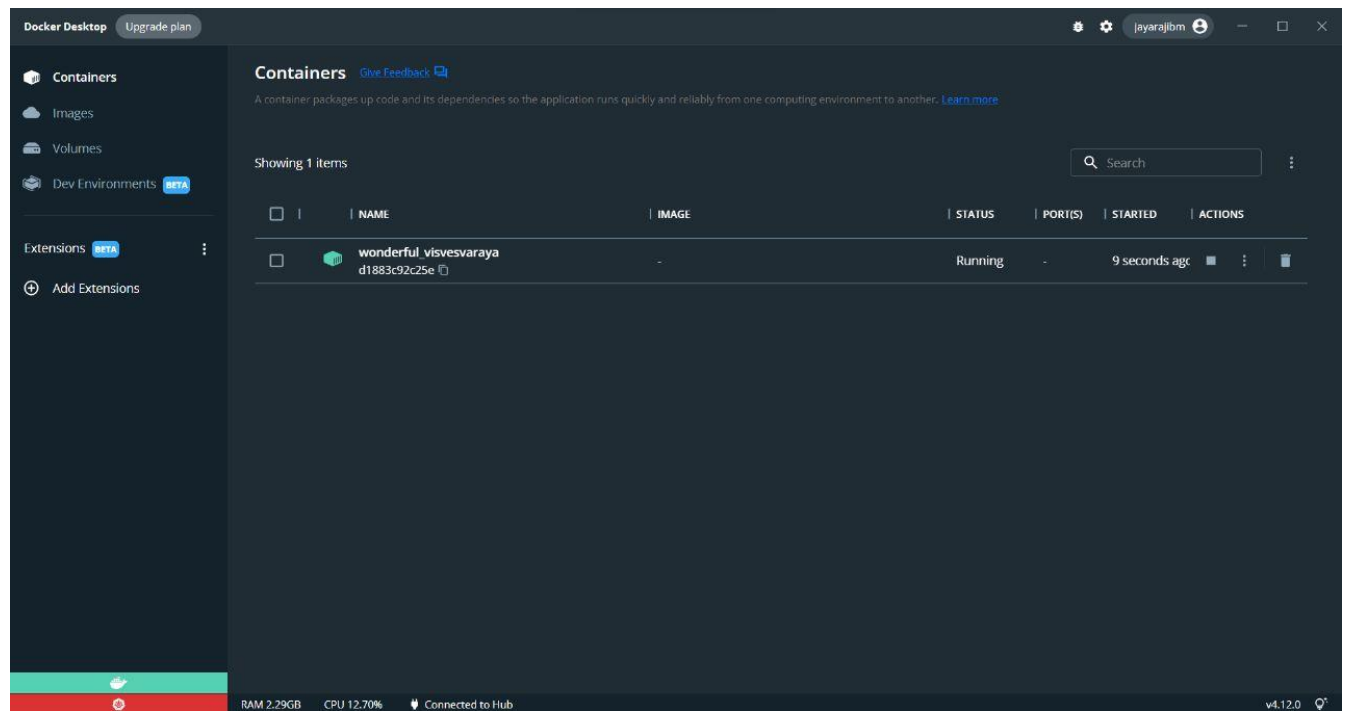 Docker Desktop Upgrade plan jayarajibm
Containers
Images
Volumes
Dev Environments BETA
Extensions BETA
Add Extensions
Containers Give Feedback
A container packages up code and its dependencies so the application runs quickly and reliably from one computing environment to another. Learn more
Showing 1 items
Search
NAME IMAGE STATUS PORT(S) STARTED ACTIONS
wonderful_visvesvaraya
d1883c92c25e
- Running - 9 seconds agc
RAM 2.29GB CPU 12.70% Connected to Hub v4.12.0